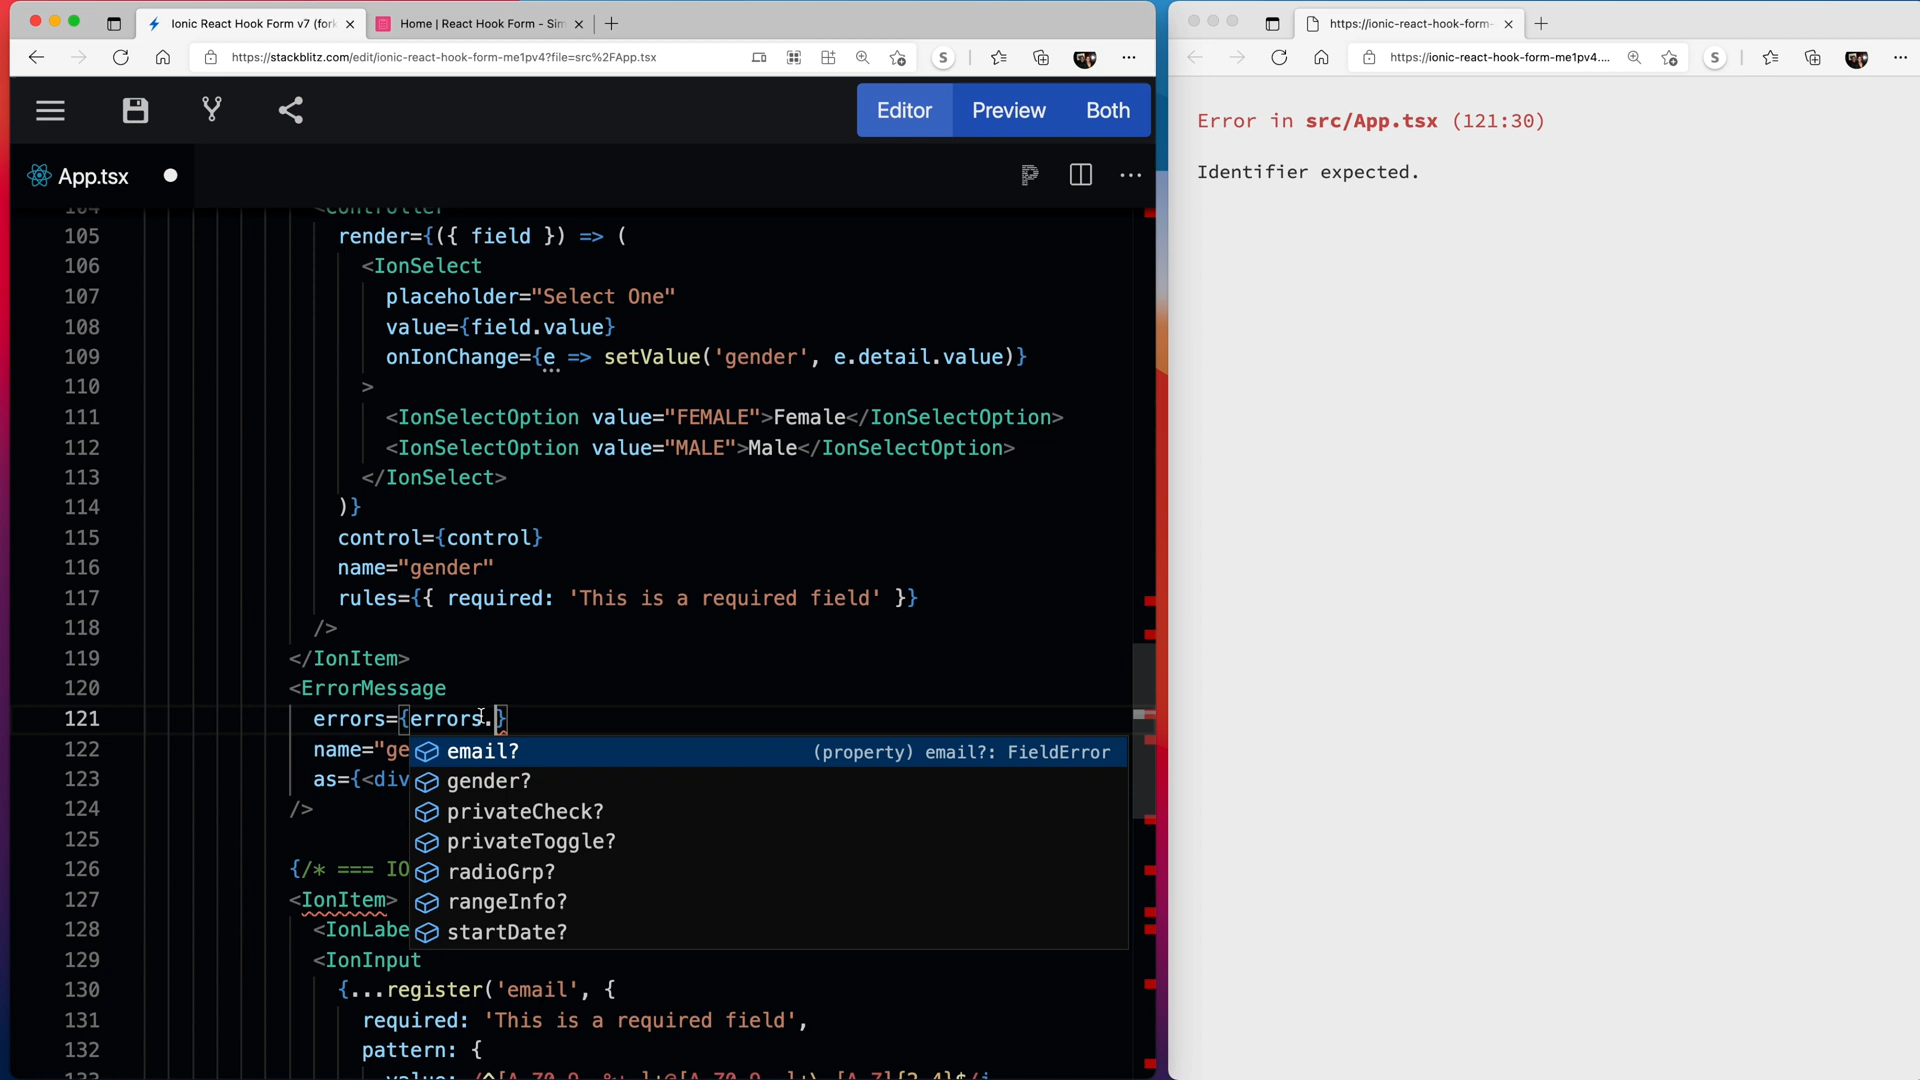 Ionic React Hook Form v7 (fork
Home | React Hook Form - Sim
https://ionic-react-hook-form-
https://stackblitz.com/edit/ionic-react-hook-form-me1pv4?file=src%2FApp.tsx
https://ionic-react-hook-form-me1pv4....
Editor
Preview
Both
App.tsx
Error in src/App.tsx (121:30)
Identifier expected.
104 <Controller
105 render={({ field }) => (
106 <IonSelect
107 placeholder="Select One"
108 value={field.value}
109 onIonChange={e => setValue('gender', e.detail.value)}
110 >
111 <IonSelectOption value="FEMALE">Female</IonSelectOption>
112 <IonSelectOption value="MALE">Male</IonSelectOption>
113 </IonSelect>
114 )}
115 control={control}
116 name="gender"
117 rules={{ required: 'This is a required field' }}
118 />
119 </IonItem>
120 <ErrorMessage
121 errors={errors.}
122 name="ge
123 as={<div
124 />
125
126 {/* === IO
127 <IonItem>
128 <IonLabe
129 <IonInput
130 {...register('email', {
131 required: 'This is a required field',
132 pattern: {
email? (property) email?: FieldError
gender?
privateCheck?
privateToggle?
radioGrp?
rangeInfo?
startDate?